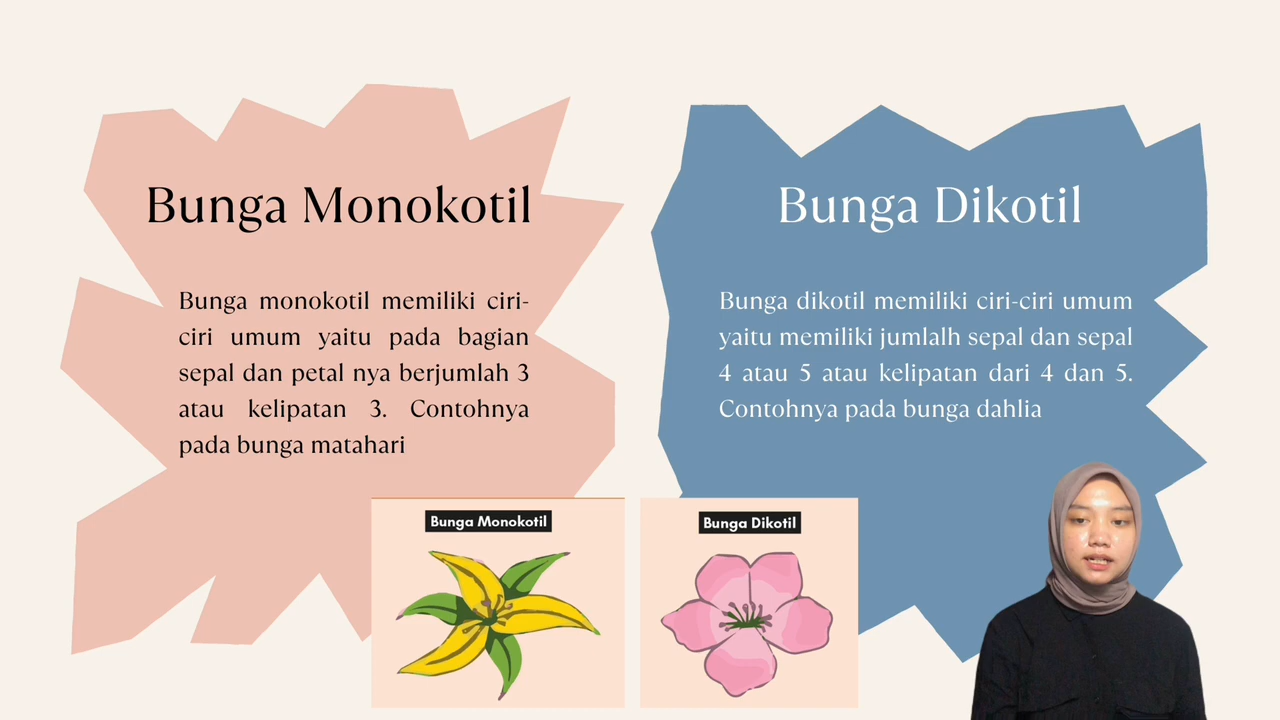 Bunga Monokotil
Bunga monokotil memiliki ciri-
ciri umum yaitu pada bagian
sepal dan petal nya berjumlah 3
atau kelipatan 3. Contohnya
pada bunga matahari
Bunga Dikotil
Bunga dikotil memiliki ciri-ciri umum
yaitu memiliki jumlalh sepal dan sepal
4 atau 5 atau kelipatan dari 4 dan 5.
Contohnya pada bunga dahlia
Bunga Monokotil
Bunga Dikotil